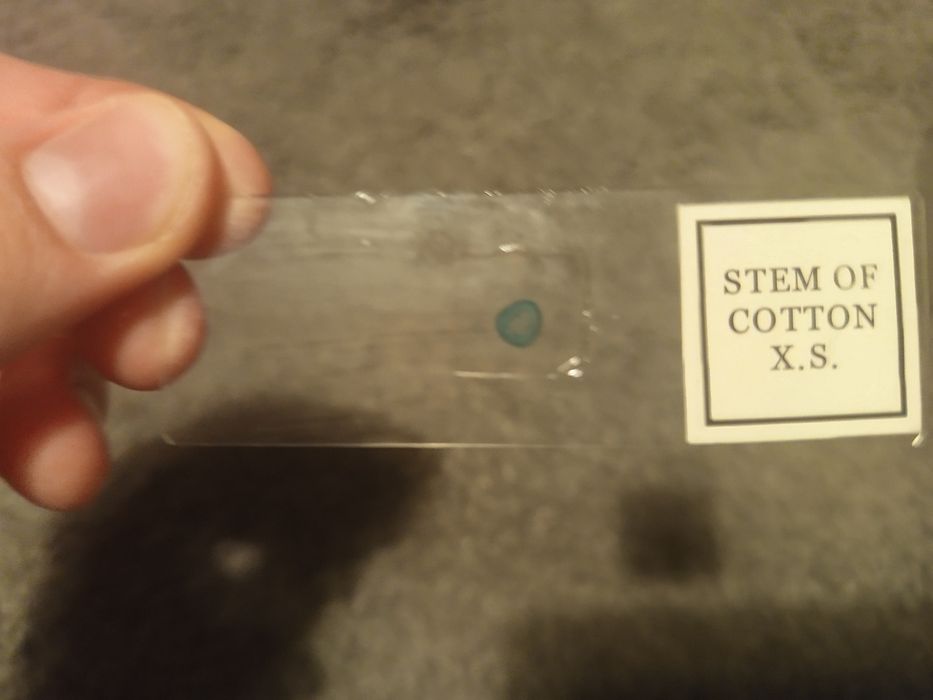 STEM OF
COTTON
X.S.